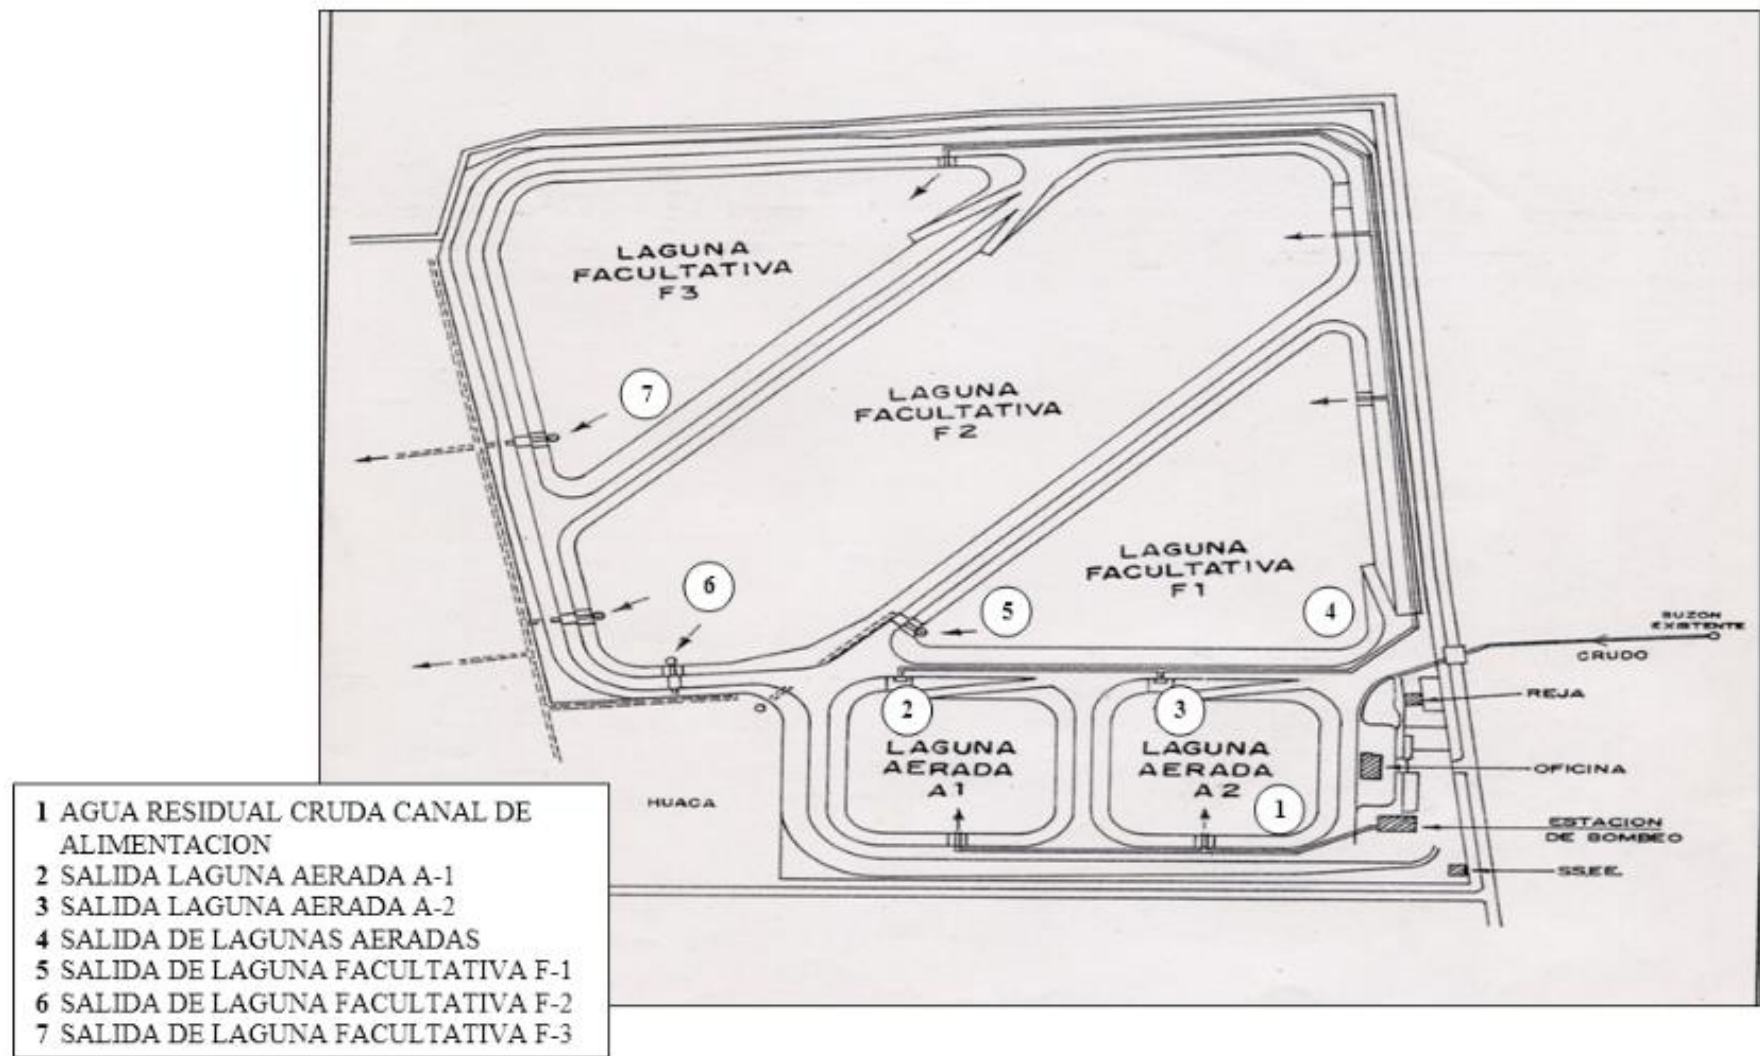 LAGUNA
FACULTATIVA
F3
7
LAGUNA
FACULTATIVA
F2
LAGUNA
FACULTATIVA
F1
6
5
4
BUZON
EXISTENTE
CRUDO
REJA
2
3
LAGUNA
AERADA
A1
LAGUNA
AERADA
A2
1
OFICINA
HUACA
ESTACION
DE BOMBEO
SS.EE.
1 AGUA RESIDUAL CRUDA CANAL DE
ALIMENTACION
2 SALIDA LAGUNA AERADA A-1
3 SALIDA LAGUNA AERADA A-2
4 SALIDA DE LAGUNAS AERADAS
5 SALIDA DE LAGUNA FACULTATIVA F-1
6 SALIDA DE LAGUNA FACULTATIVA F-2
7 SALIDA DE LAGUNA FACULTATIVA F-3